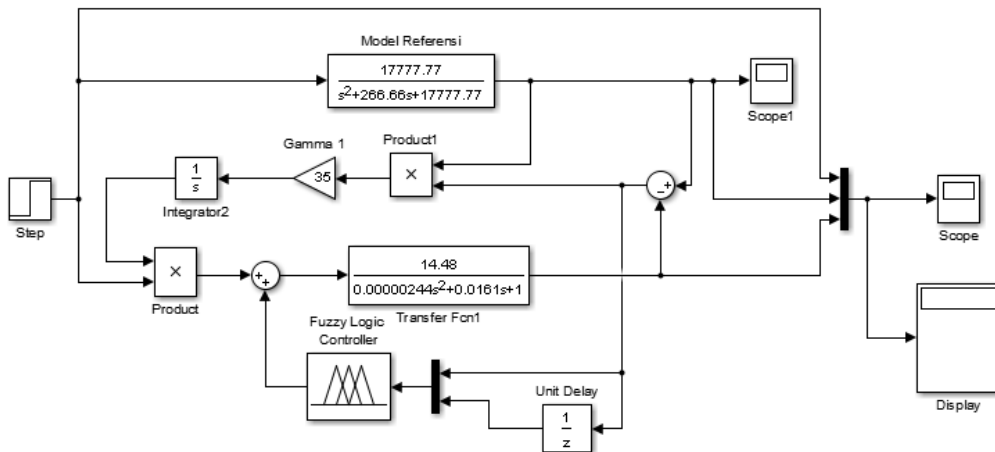 Model Referensi
17777.77
s²+266.66s+17777.77
Scope1
Gamma 1
Product1
35
×
1
s
Integrator2
- +
Step
Scope
×
Product
+
+
14.48
0.00000244s²+0.0161s+1
Transfer Fcn1
Fuzzy Logic
Controller
Unit Delay
1
z
Display